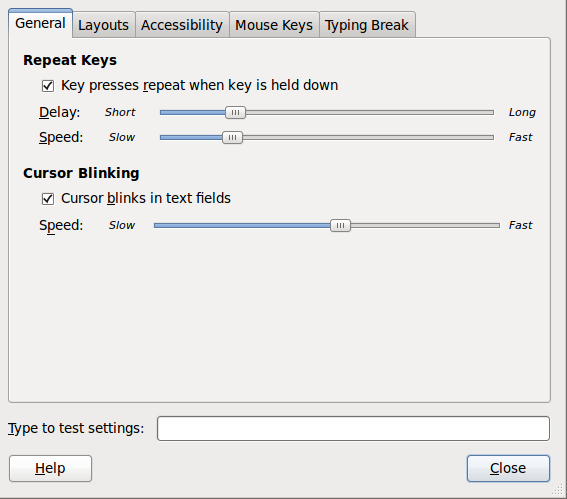 General Layouts Accessibility Mouse Keys Typing Break
Repeat Keys
Key presses repeat when key is held down
Delay: Short Long
Speed: Slow Fast
Cursor Blinking
Cursor blinks in text fields
Speed: Slow Fast
Type to test settings:
Help Close